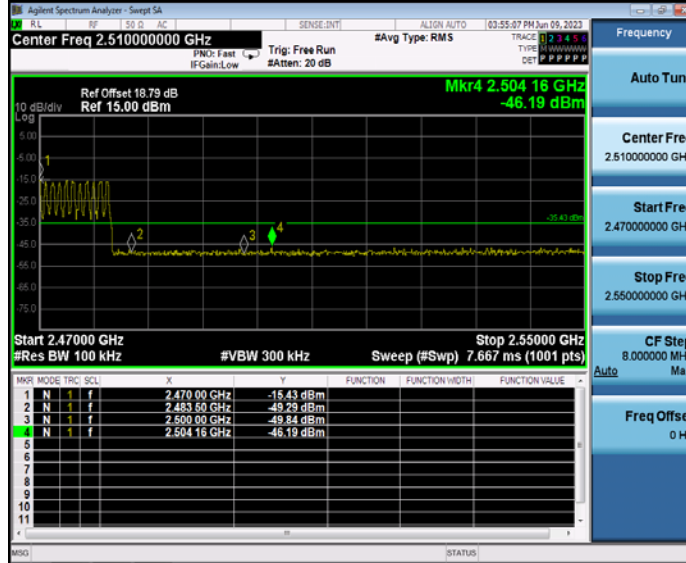 Agilent Spectrum Analyzer - Swept SA
RL RF 50 Ω AC SENSE:INT ALIGN AUTO 03:55:07 PM Jun 09, 2023
Center Freq 2.510000000 GHz #Avg Type: RMS TRACE 1 2 3 4 5 6
PNO: Fast Trig: Free Run TYPE M WWWWW
IFGain:Low #Atten: 20 dB DET P P P P P P
Frequency
Auto Tun
Mkr4 2.504 16 GHz
Ref Offset 18.79 dB
10 dB/div Ref 15.00 dBm -46.19 dBm
Log
5.00
-5.00
-15.0
-25.0
-35.0
-45.0
-55.0
-65.0
-75.0
1
2
3
4
-35.43 dBm
Center Fre
2.510000000 GH
Start Fre
2.470000000 GH
Stop Fre
2.550000000 GH
Start 2.47000 GHz Stop 2.55000 GHz
#Res BW 100 kHz #VBW 300 kHz Sweep (#Swp) 7.667 ms (1001 pts)
CF Step
8.000000 MH
Auto Ma
MKR MODE TRC SCL X Y FUNCTION FUNCTION WIDTH FUNCTION VALUE
1 N 1 f 2.470 00 GHz -15.43 dBm
2 N 1 f 2.483 50 GHz -49.29 dBm
3 N 1 f 2.500 00 GHz -49.84 dBm
4 N 1 f 2.504 16 GHz -46.19 dBm
5
6
7
8
9
10
11
Freq Offse
0 H
MSG STATUS